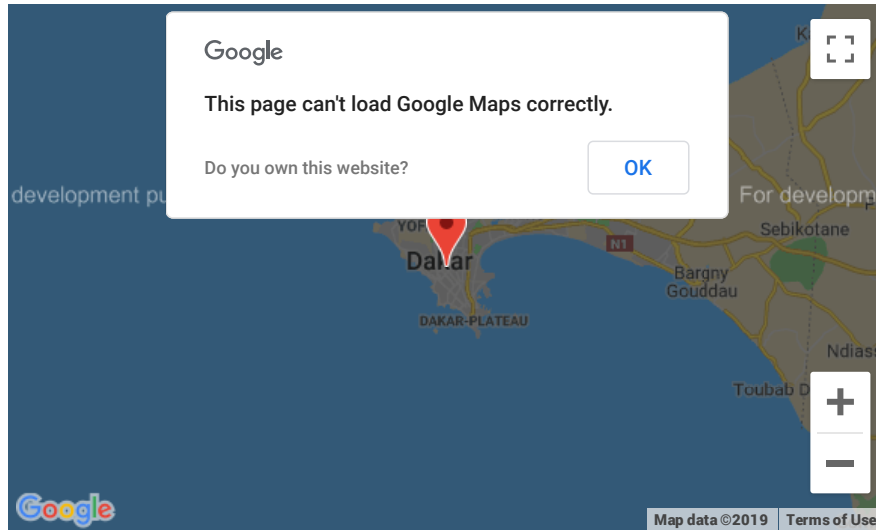 Google
This page can't load Google Maps correctly.
Do you own this website?
OK
development pu
For developm
Sebikotane
YOF
N1
Dakar
Bargny
Gouddau
DAKAR-PLATEAU
Ndiass
Toubab D
Google
Map data ©2019
Terms of Use